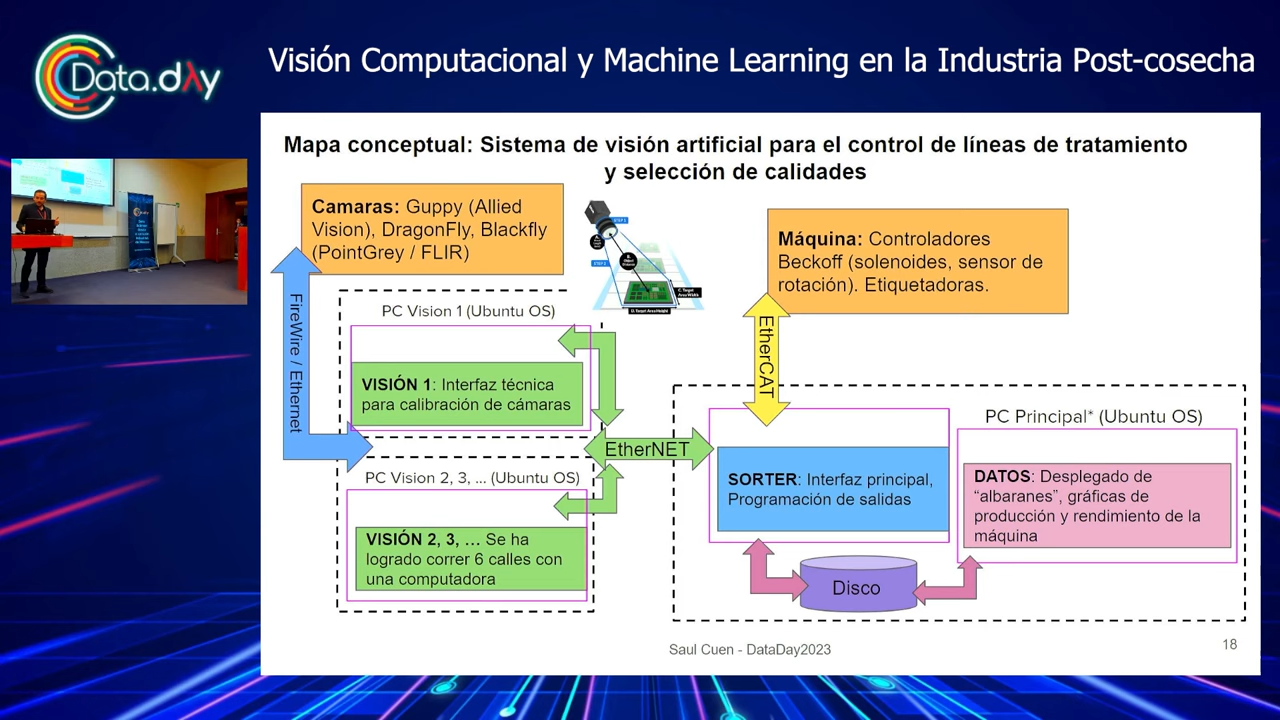 Data.dλy
Visión Computacional y Machine Learning en la Industria Post-cosecha
Mapa conceptual: Sistema de visión artificial para el control de líneas de tratamiento
y selección de calidades
Camaras: Guppy (Allied
Vision), DragonFly, Blackfly
(PointGrey / FLIR)
Máquina: Controladores
Beckoff (solenoides, sensor de
rotación). Etiquetadoras.
FireWire / Ethernet
PC Vision 1 (Ubuntu OS)
VISIÓN 1: Interfaz técnica
para calibración de cámaras
EtherCAT
EtherNET
PC Vision 2, 3, ... (Ubuntu OS)
VISIÓN 2, 3, … Se ha
logrado correr 6 calles con
una computadora
PC Principal* (Ubuntu OS)
SORTER: Interfaz principal,
Programación de salidas
DATOS: Desplegado de
“albaranes”, gráficas de
producción y rendimiento de la
máquina
Disco
Saul Cuen - DataDay2023
18